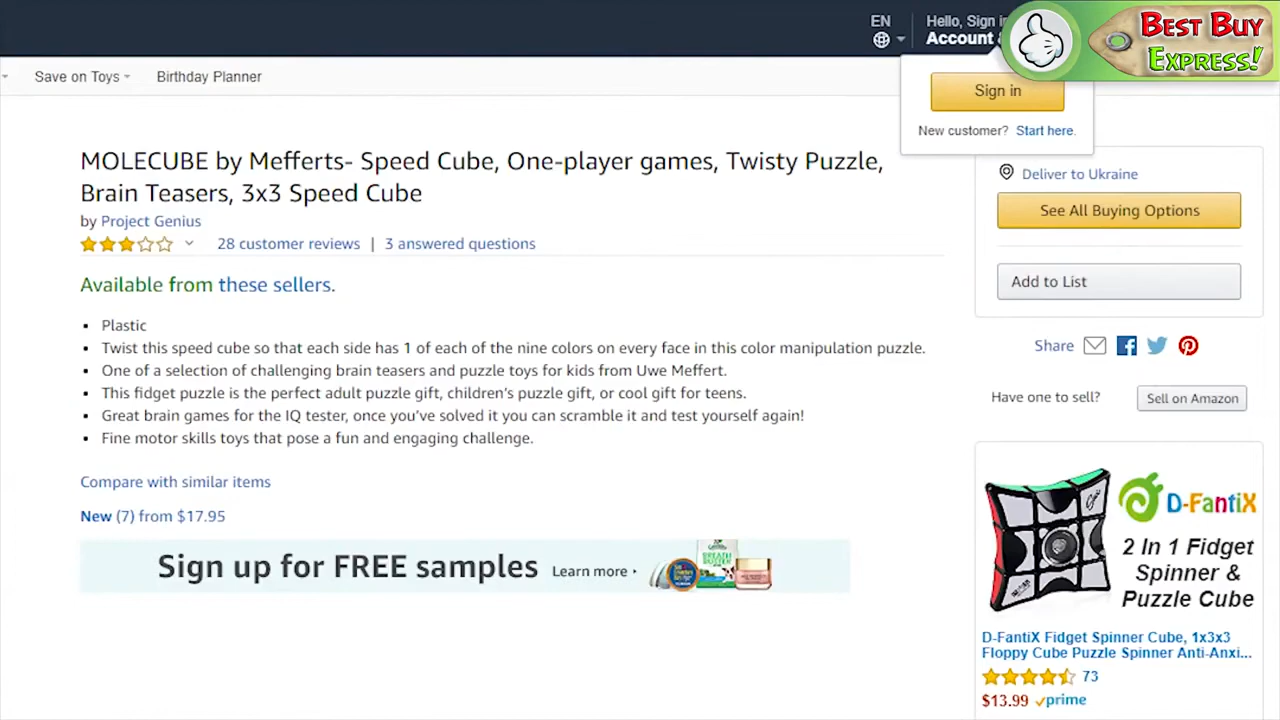 EN
Hello, Sign in
Account
BEST BUY
EXPRESS!
Save on Toys
Birthday Planner
Sign in
New customer? Start here.
MOLECUBE by Mefferts- Speed Cube, One-player games, Twisty Puzzle,
Brain Teasers, 3x3 Speed Cube
by Project Genius
28 customer reviews | 3 answered questions
Available from these sellers.
Plastic
Twist this speed cube so that each side has 1 of each of the nine colors on every face in this color manipulation puzzle.
One of a selection of challenging brain teasers and puzzle toys for kids from Uwe Meffert.
This fidget puzzle is the perfect adult puzzle gift, children's puzzle gift, or cool gift for teens.
Great brain games for the IQ tester, once you've solved it you can scramble it and test yourself again!
Fine motor skills toys that pose a fun and engaging challenge.
Compare with similar items
New (7) from $17.95
Sign up for FREE samples Learn more
Deliver to Ukraine
See All Buying Options
Add to List
Share
Have one to sell? Sell on Amazon
D-FantiX
2 In 1 Fidget
Spinner &
Puzzle Cube
D-FantiX Fidget Spinner Cube, 1x3x3
Floppy Cube Puzzle Spinner Anti-Anxi...
73
$13.99 prime